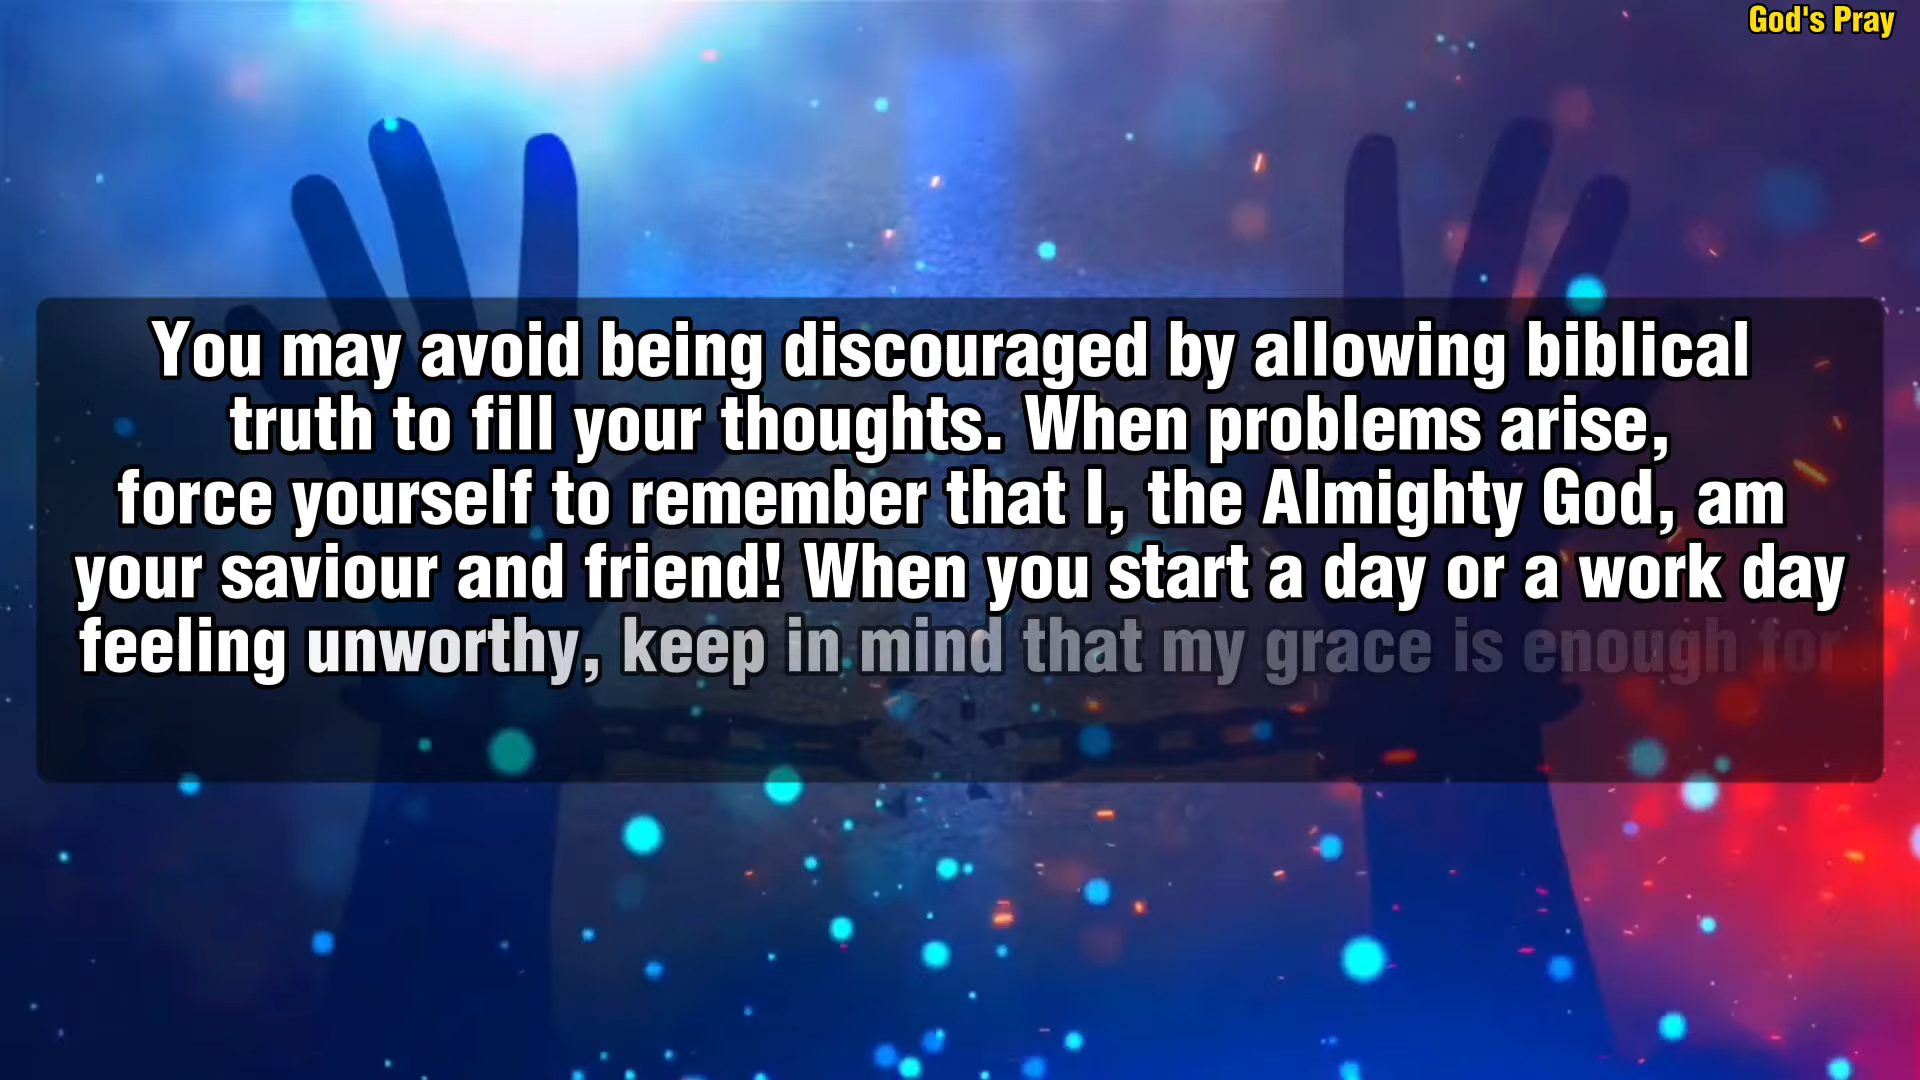 God's Pray
You may avoid being discouraged by allowing biblical
truth to fill your thoughts. When problems arise,
force yourself to remember that I, the Almighty God, am
your saviour and friend! When you start a day or a work day
feeling unworthy, keep in mind that my grace is enough for